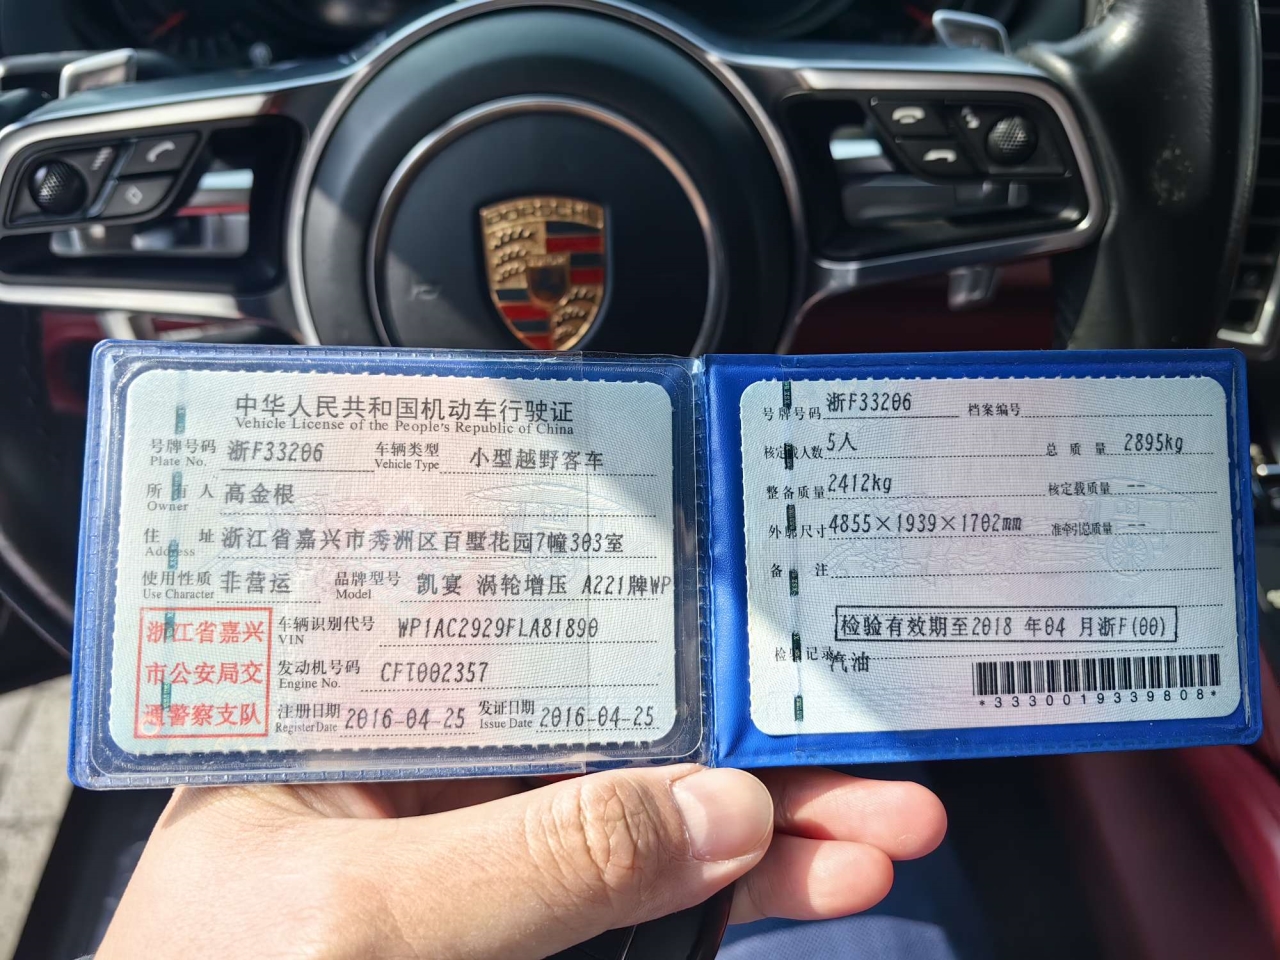 PORSCHE
中华人民共和国机动车行驶证
Vehicle License of the People's Republic of China
号牌号码 浙F33206 车辆类型 小型越野客车
Plate No. Vehicle Type
所有人 高金根
Owner
住址 浙江省嘉兴市秀洲区百墅花园7幢303室
Address
使用性质 非营运 品牌型号 凯宴 涡轮增压 A221牌WP
Use Character Model
浙江省嘉兴
市公安局交
通警察支队
车辆识别代号 WP1AC2929FLA81890
VIN
发动机号码 CFT002357
Engine No.
注册日期 2016-04-25 发证日期 2016-04-25
Register Date Issue Date
号牌号码 浙F33206 档案编号
核定载人数 5人 总质量 2895kg
整备质量 2412kg 核定载质量 --
外廓尺寸 4855×1939×1702mm 准牵引总质量 --
备注
检验有效期至2018 年04 月浙F(00)
检验记录 汽油
*3330019339808*